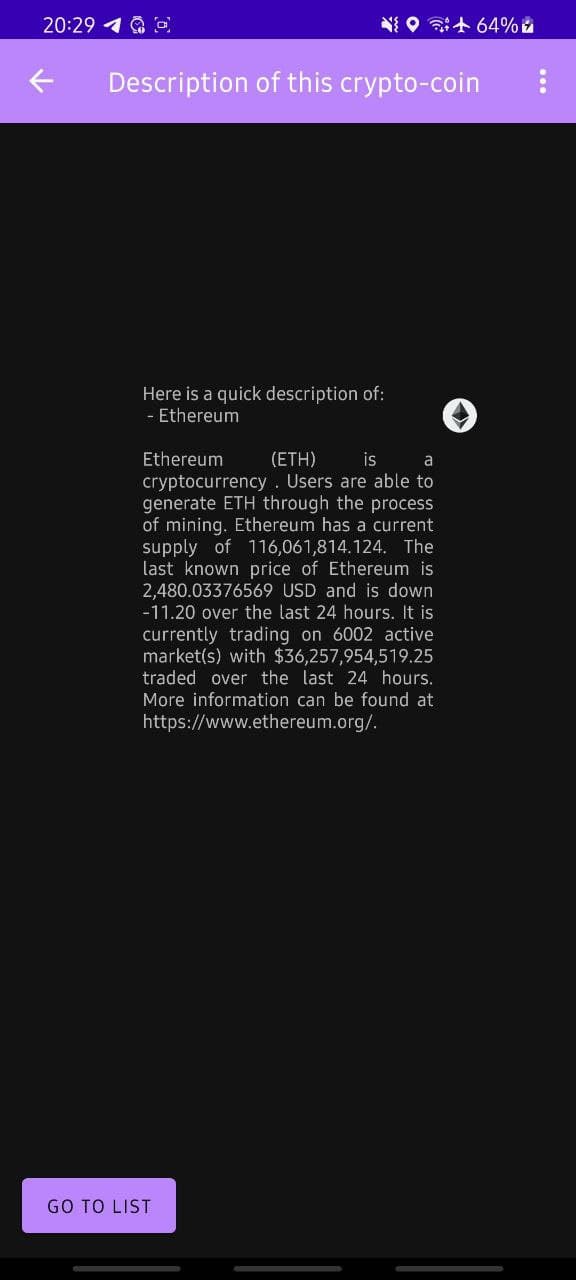 20:29
64%
Description of this crypto-coin
Here is a quick description of:
- Ethereum
Ethereum (ETH) is a
cryptocurrency . Users are able to
generate ETH through the process
of mining. Ethereum has a current
supply of 116,061,814.124. The
last known price of Ethereum is
2,480.03376569 USD and is down
-11.20 over the last 24 hours. It is
currently trading on 6002 active
market(s) with $36,257,954,519.25
traded over the last 24 hours.
More information can be found at
https://www.ethereum.org/.
GO TO LIST